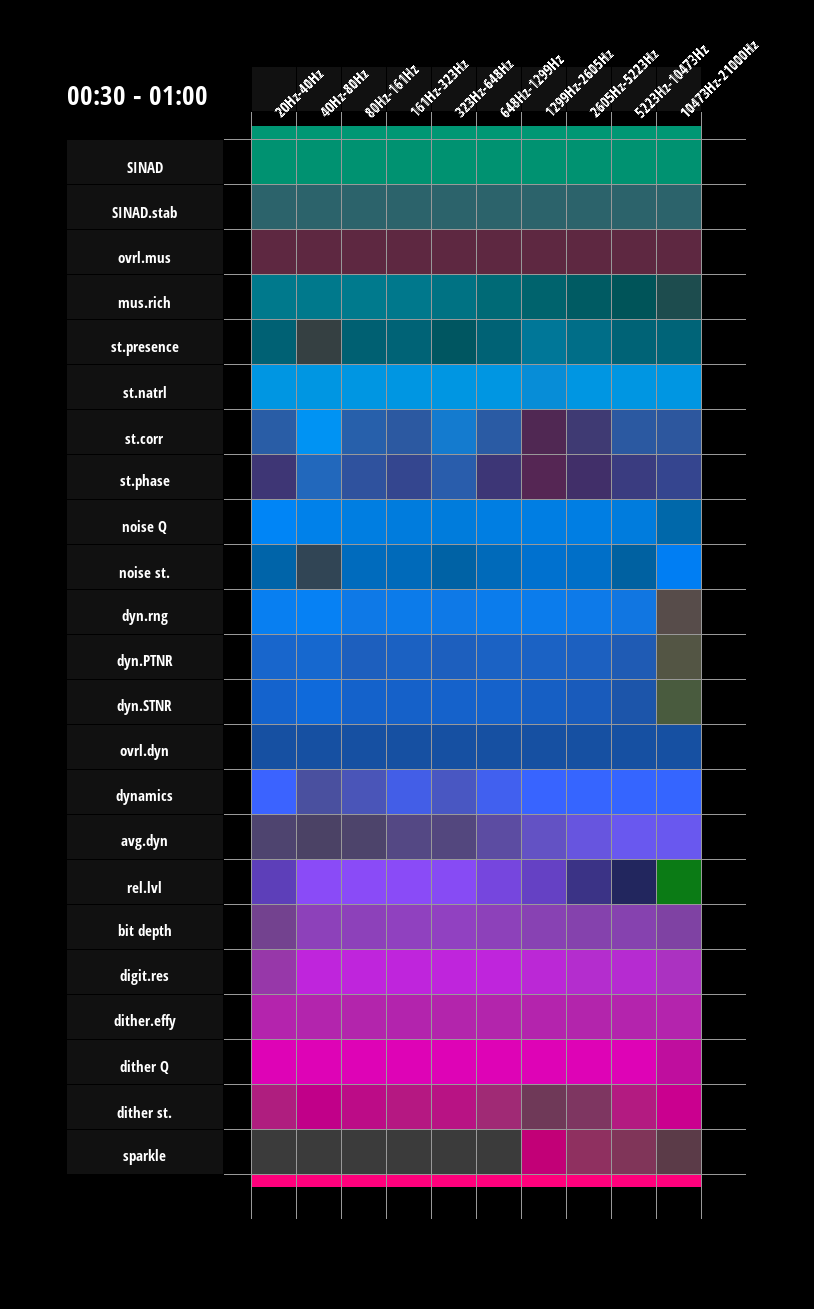 00:30 - 01:00
20Hz-40Hz
40Hz-80Hz
80Hz-161Hz
161Hz-323Hz
323Hz-648Hz
648Hz-1299Hz
1299Hz-2605Hz
2605Hz-5223Hz
5223Hz-10473Hz
10473Hz-21000Hz
SINAD
SINAD.stab
ovrl.mus
mus.rich
st.presence
st.natrl
st.corr
st.phase
noise Q
noise st.
dyn.rng
dyn.PTNR
dyn.STNR
ovrl.dyn
dynamics
avg.dyn
rel.lvl
bit depth
digit.res
dither.effy
dither Q
dither st.
sparkle